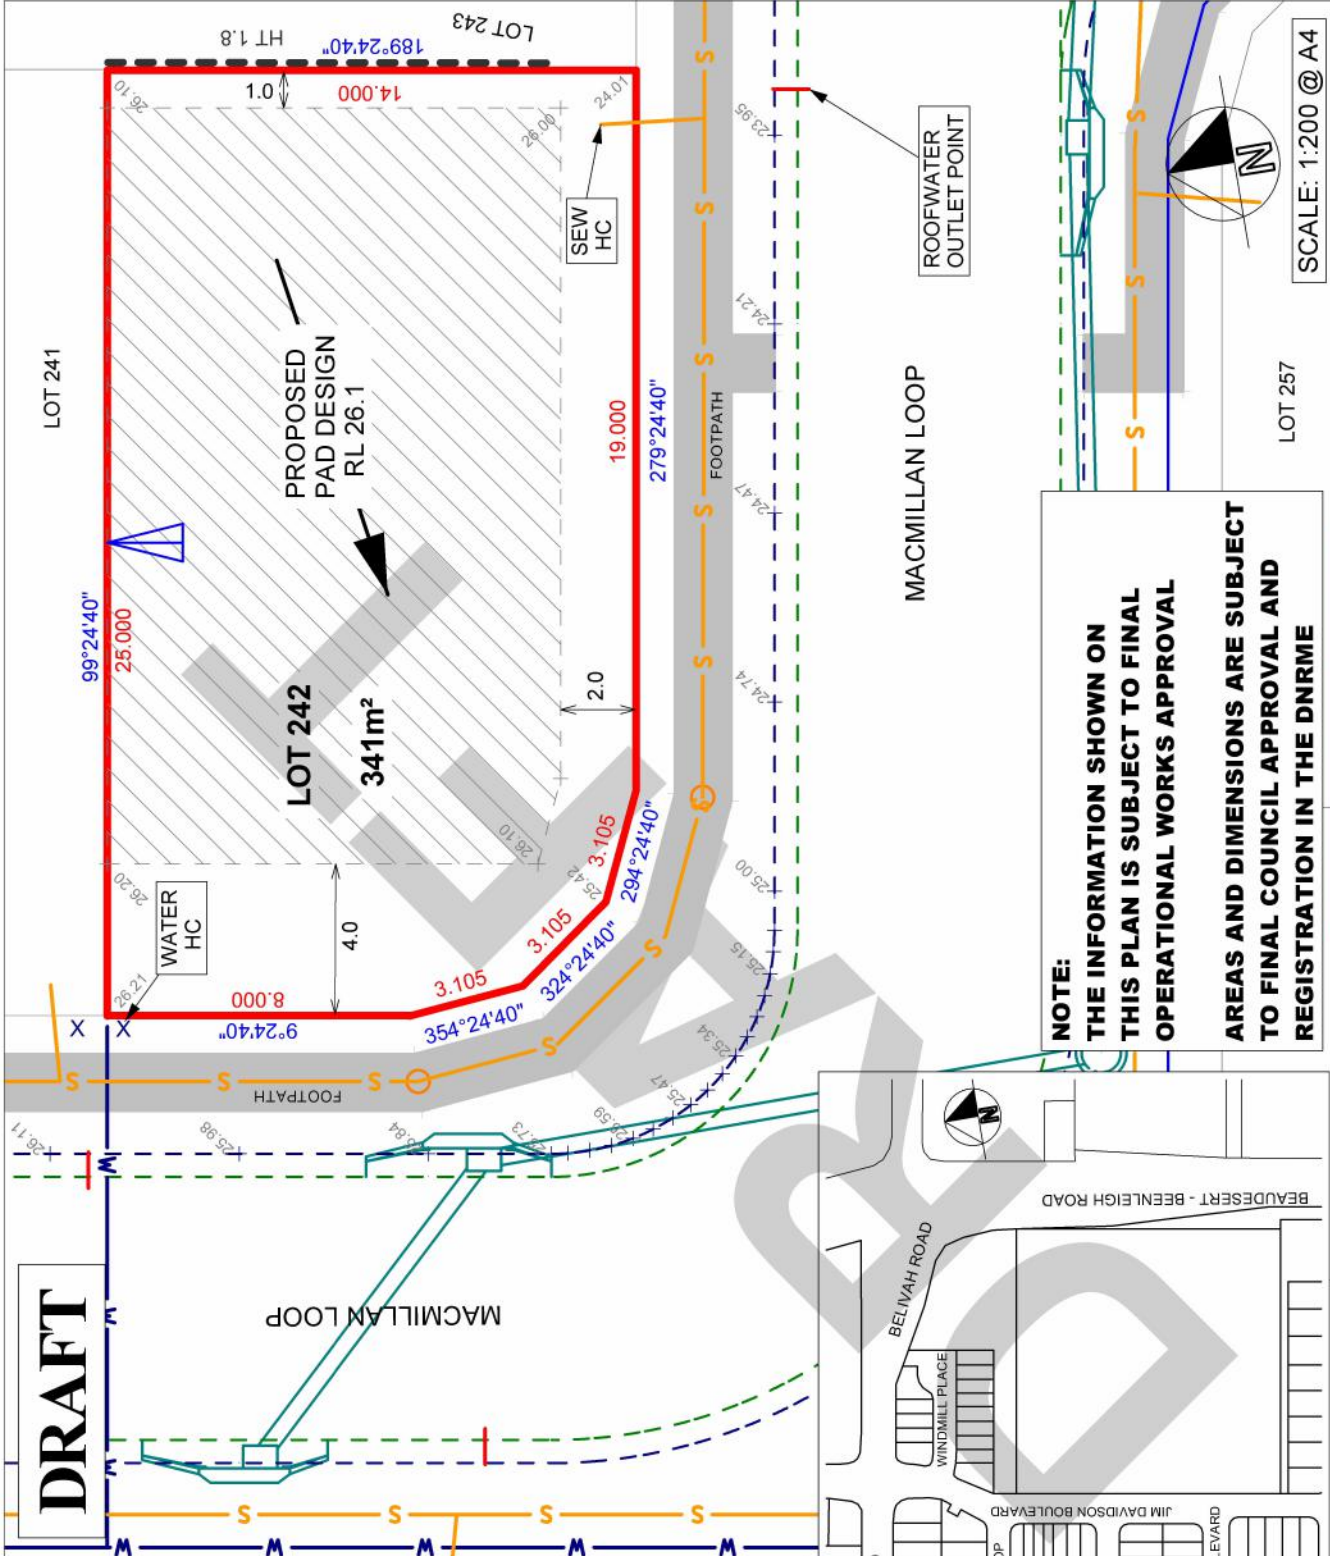 LOT 241
LOT 243
HT 1.8
189°24'40"
14.000
1.0
26.10
26.00
24.01
SEW
HC
23.95
ROOFWATER
OUTLET POINT
PROPOSED
PAD DESIGN
RL 26.1
99°24'40"
25.000
LOT 242
341m²
19.000
279°24'40"
FOOTPATH
24.21
24.47
24.74
25.00
25.15
25.34
25.47
25.59
2.0
4.0
26.10
25.42
26.20
26.21
WATER
HC
8.000
9°24'40"
3.105
354°24'40"
3.105
324°24'40"
3.105
294°24'40"
X X
FOOTPATH
26.11
25.98
S S S S S S S S S S S S S S S S S S
W W W W W W W W
MACMILLAN LOOP
MACMILLAN LOOP
LOT 257
N
SCALE: 1:200 @ A4
NOTE:
THE INFORMATION SHOWN ON
THIS PLAN IS SUBJECT TO FINAL
OPERATIONAL WORKS APPROVAL
AREAS AND DIMENSIONS ARE SUBJECT
TO FINAL COUNCIL APPROVAL AND
REGISTRATION IN THE DNRME
DRAFT
DRAFT
N
BEAUDESERT - BEENLEIGH ROAD
BELIVAH ROAD
WINDMILL PLACE
JIM DAVIDSON BOULEVARD